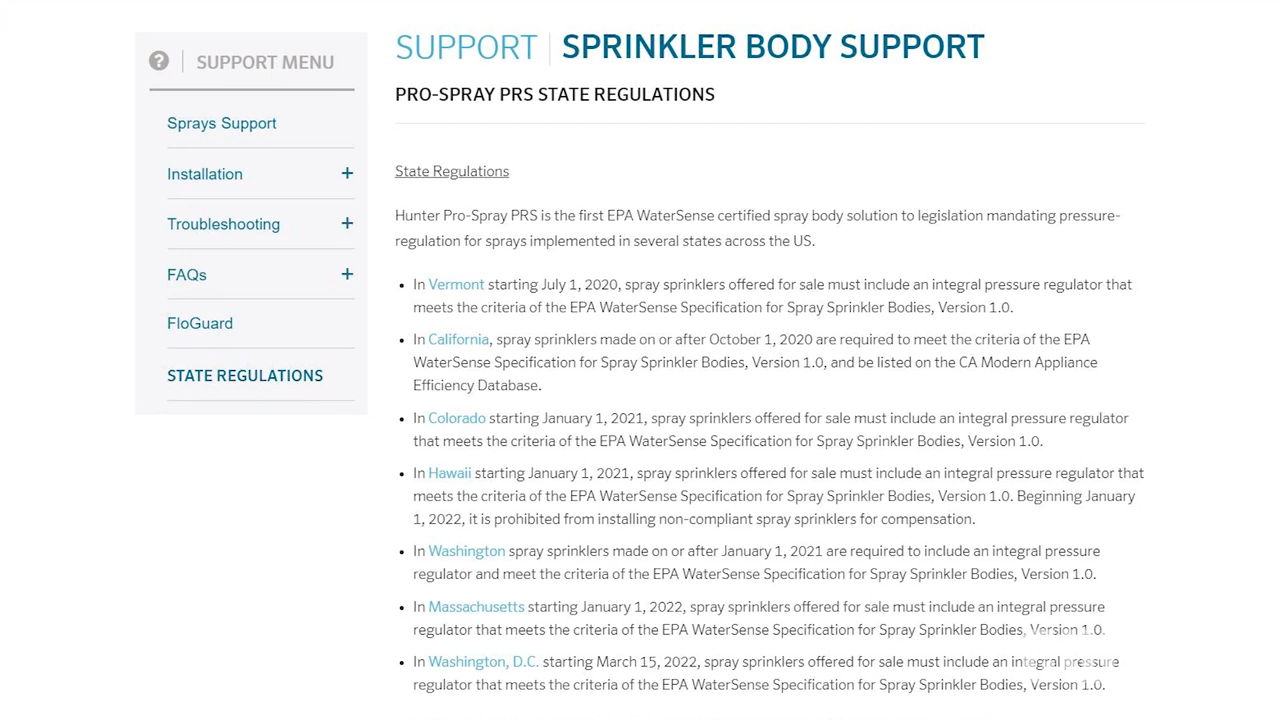 SUPPORT MENU
Sprays Support
Installation +
Troubleshooting +
FAQs +
FloGuard
STATE REGULATIONS
SUPPORT | SPRINKLER BODY SUPPORT
PRO-SPRAY PRS STATE REGULATIONS
State Regulations
Hunter Pro-Spray PRS is the first EPA WaterSense certified spray body solution to legislation mandating pressure-
regulation for sprays implemented in several states across the US.
• In Vermont starting July 1, 2020, spray sprinklers offered for sale must include an integral pressure regulator that
meets the criteria of the EPA WaterSense Specification for Spray Sprinkler Bodies, Version 1.0.
• In California, spray sprinklers made on or after October 1, 2020 are required to meet the criteria of the EPA
WaterSense Specification for Spray Sprinkler Bodies, Version 1.0, and be listed on the CA Modern Appliance
Efficiency Database.
• In Colorado starting January 1, 2021, spray sprinklers offered for sale must include an integral pressure regulator
that meets the criteria of the EPA WaterSense Specification for Spray Sprinkler Bodies, Version 1.0.
• In Hawaii starting January 1, 2021, spray sprinklers offered for sale must include an integral pressure regulator that
meets the criteria of the EPA WaterSense Specification for Spray Sprinkler Bodies, Version 1.0. Beginning January
1, 2022, it is prohibited from installing non-compliant spray sprinklers for compensation.
• In Washington spray sprinklers made on or after January 1, 2021 are required to include an integral pressure
regulator and meet the criteria of the EPA WaterSense Specification for Spray Sprinkler Bodies, Version 1.0.
• In Massachusetts starting January 1, 2022, spray sprinklers offered for sale must include an integral pressure
regulator that meets the criteria of the EPA WaterSense Specification for Spray Sprinkler Bodies, Version 1.0.
• In Washington, D.C. starting March 15, 2022, spray sprinklers offered for sale must include an integral pressure
regulator that meets the criteria of the EPA WaterSense Specification for Spray Sprinkler Bodies, Version 1.0.